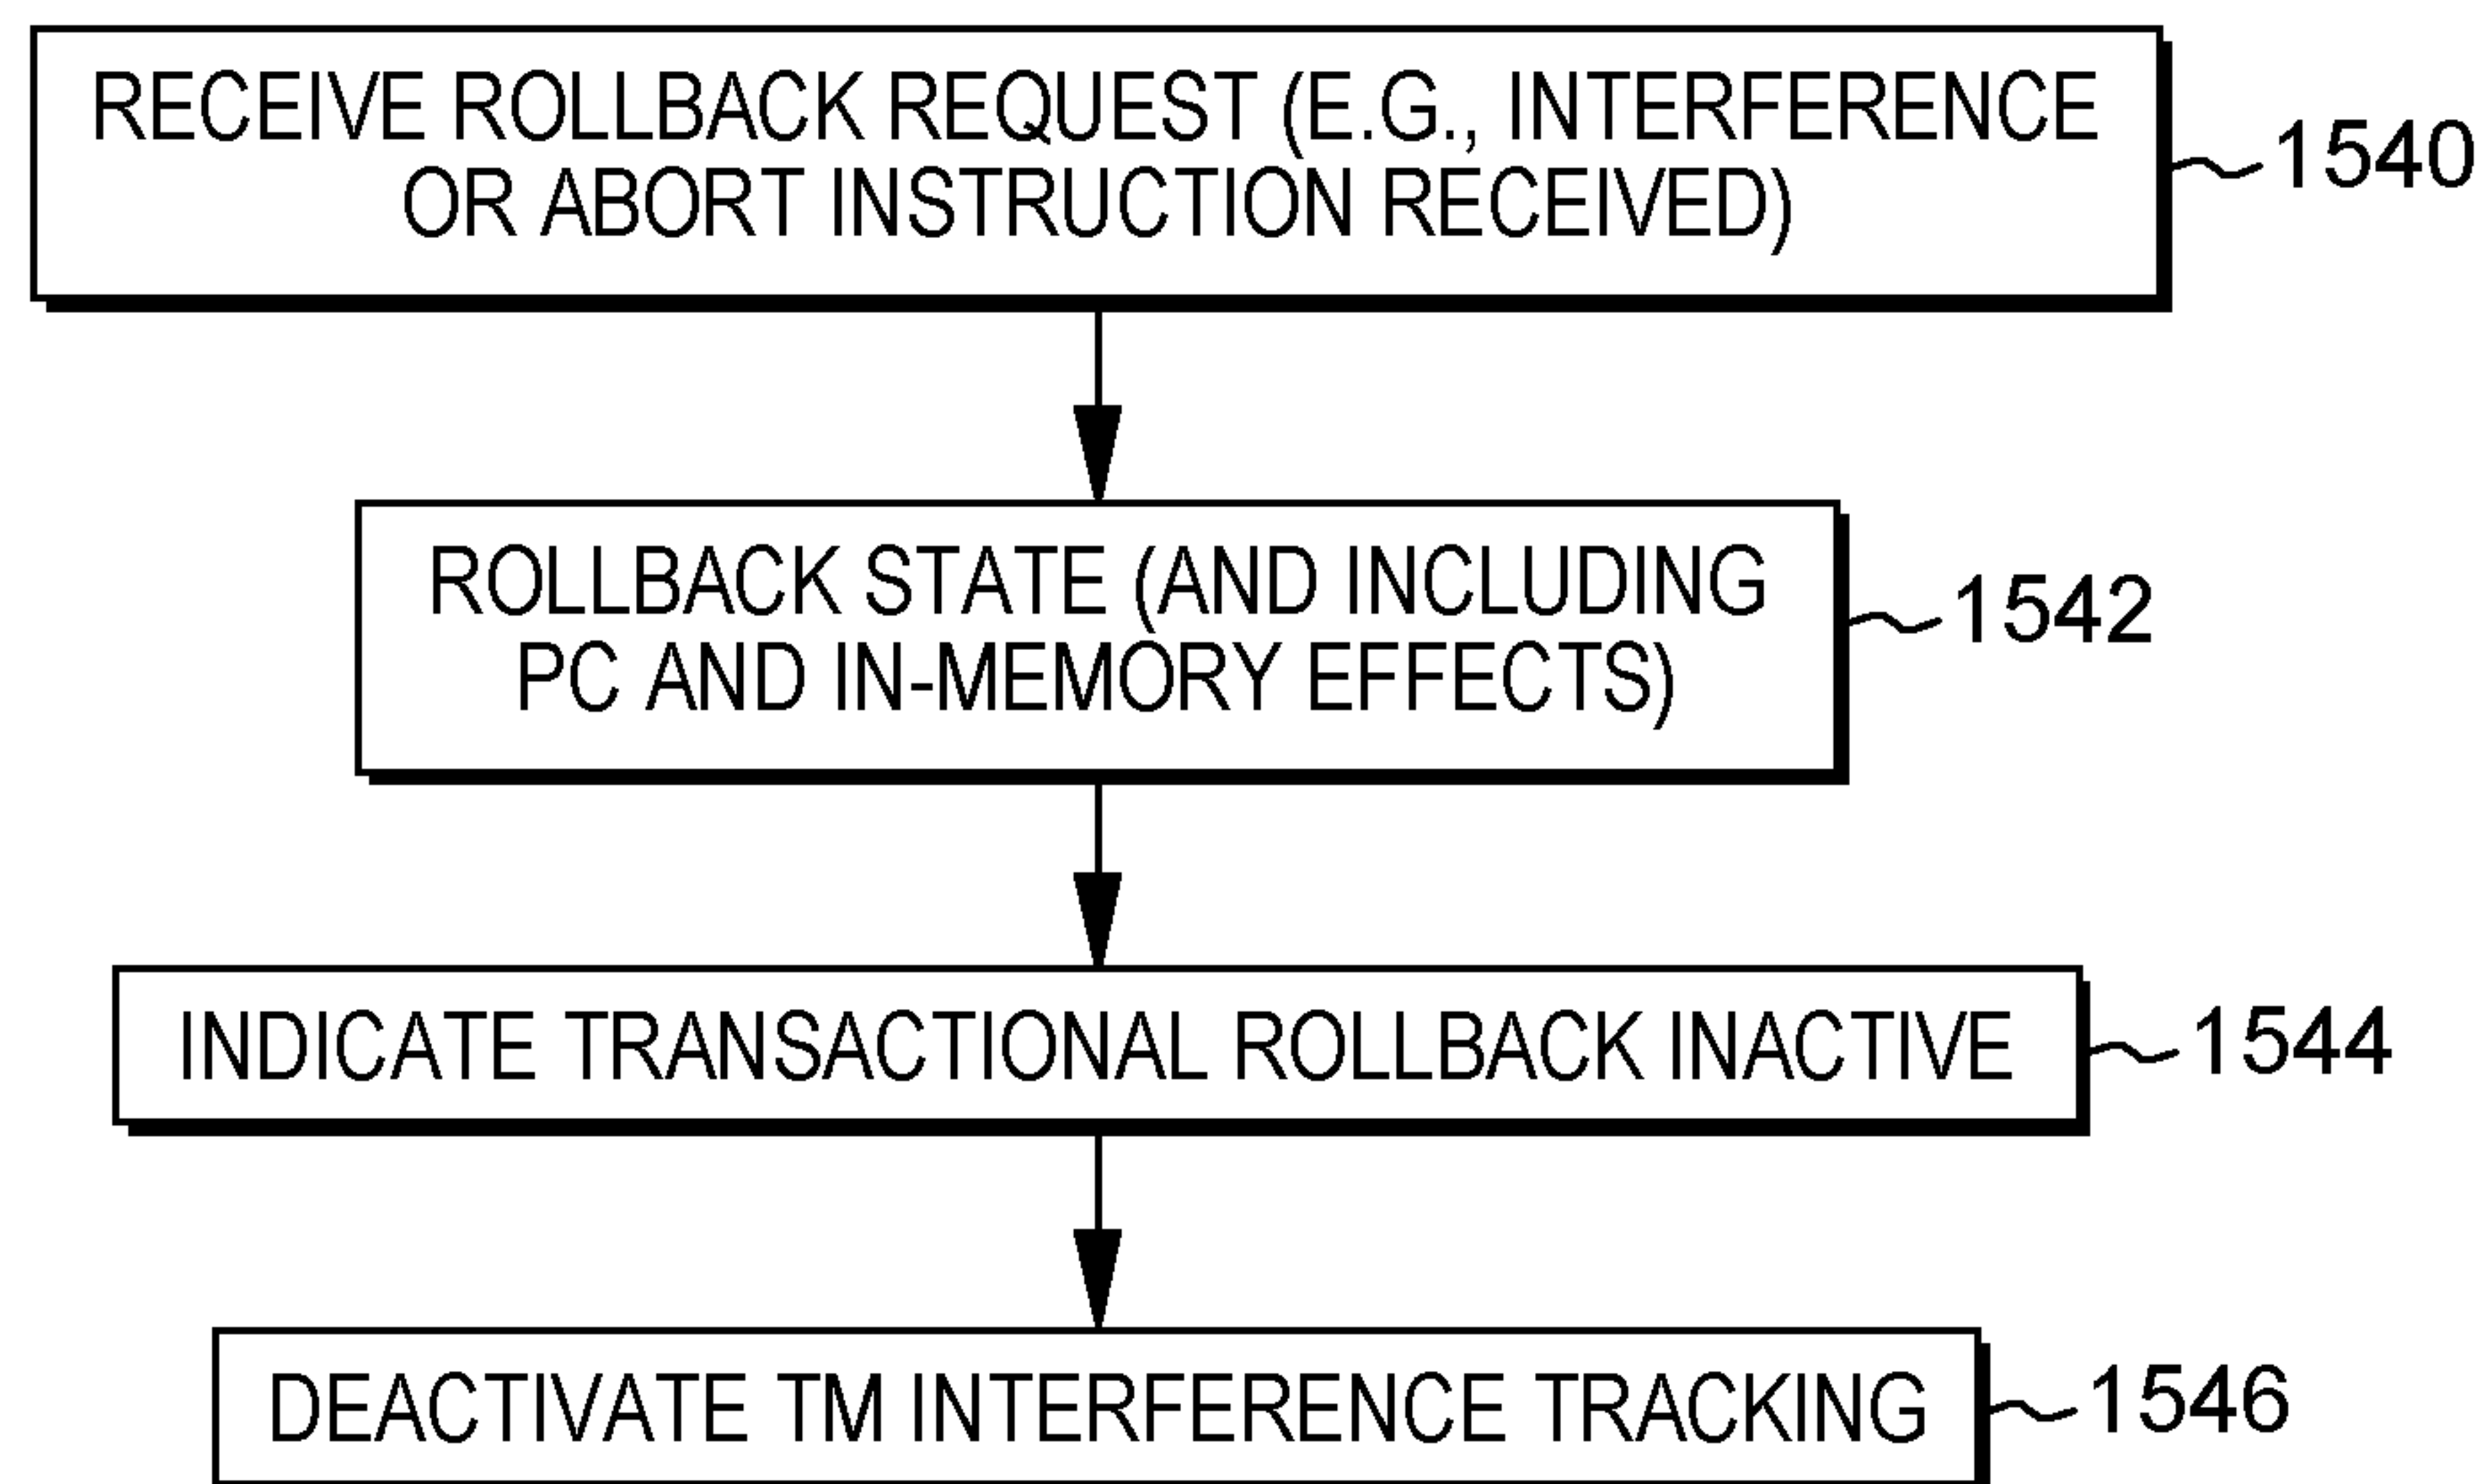 RECEIVE ROLLBACK REQUEST (E.G., INTERFERENCE
OR ABORT INSTRUCTION RECEIVED)
1540
ROLLBACK STATE (AND INCLUDING
PC AND IN-MEMORY EFFECTS)
1542
INDICATE TRANSACTIONAL ROLLBACK INACTIVE
1544
DEACTIVATE TM INTERFERENCE TRACKING
1546